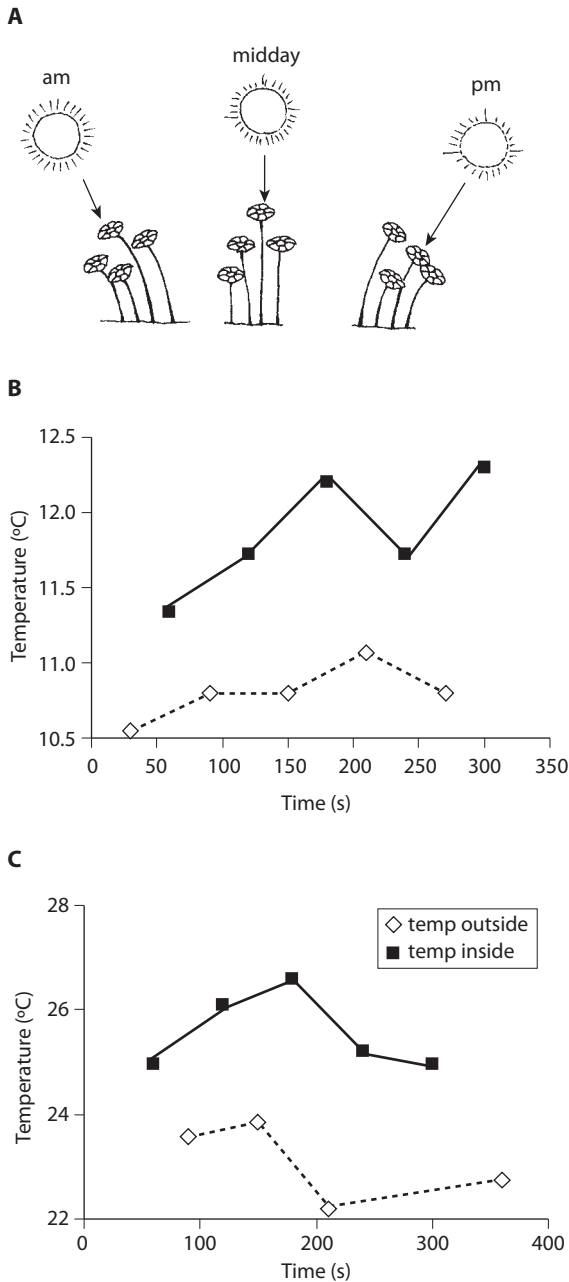 A
midday
am
pm
B
12.5
12.0
11.5
11.0
10.5
Temperature (ºC)
0 50 100 150 200 250 300 350
Time (s)
C
28
26
24
22
Temperature (ºC)
temp outside
temp inside
0 100 200 300 400
Time (s)